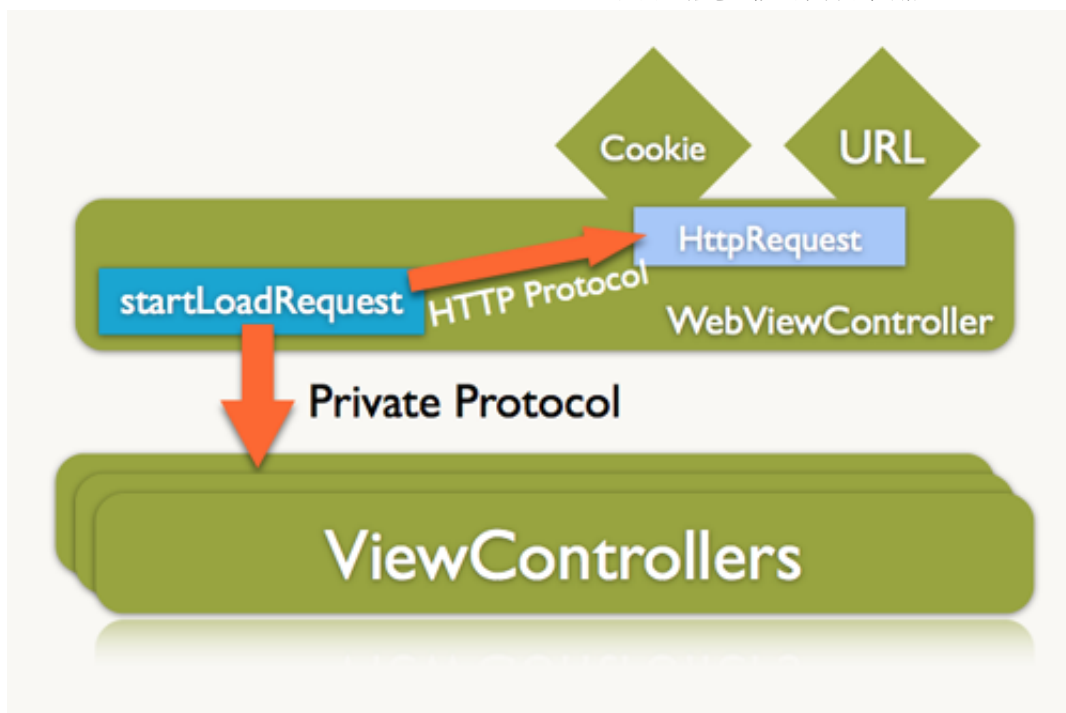 Cookie
URL
HttpRequest
startLoadRequest
HTTP Protocol
WebViewController
Private Protocol
ViewControllers